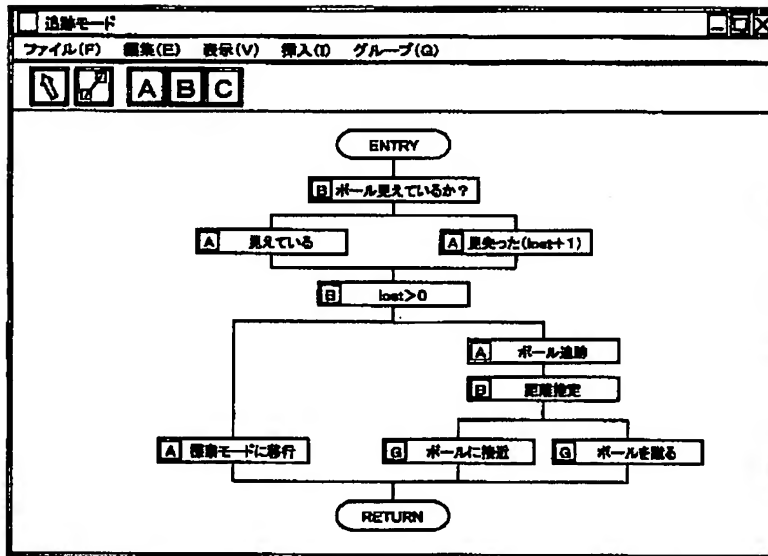 追跡モード
ファイル(F) 編集(E) 表示(V) 挿入(I) グループ(G)
A B C
ENTRY
B ボール見えているか?
A 見えている
A 見失った(lost+1)
B lost>0
A ボール追跡
B 距離推定
A 探索モードに移行
G ボールに接近
G ボールを蹴る
RETURN